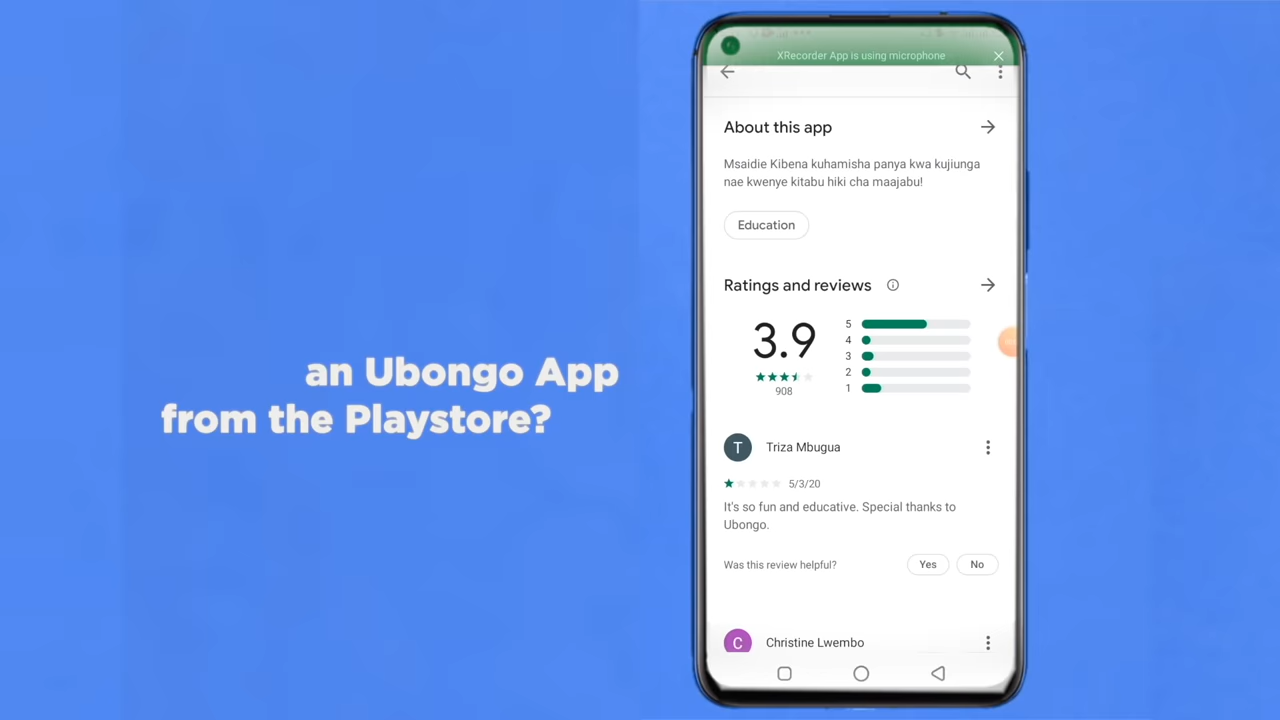 an Ubongo App
from the Playstore?
XRecorder App is using microphone
About this app
Msaidie Kibena kuhamisha panya kwa kujiunga
nae kwenye kitabu hiki cha maajabu!
Education
Ratings and reviews
3.9
908
5
4
3
2
1
T
Triza Mbugua
5/3/20
It's so fun and educative. Special thanks to
Ubongo.
Was this review helpful?
Yes
No
C
Christine Lwembo